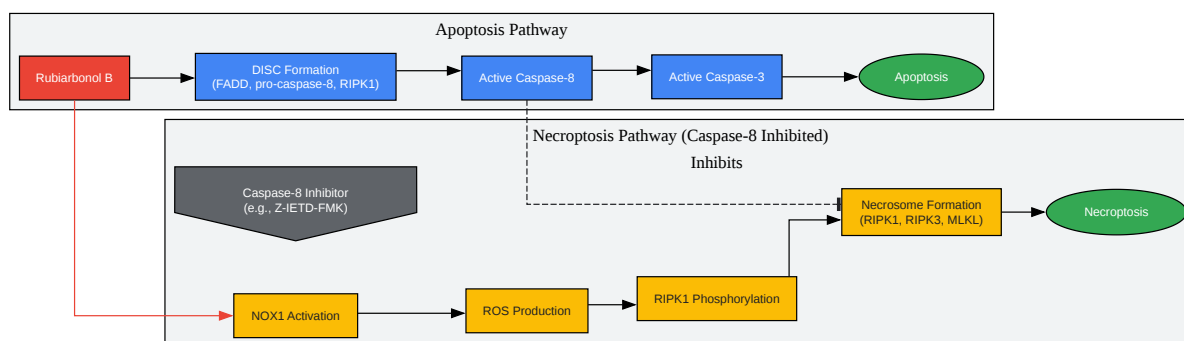 Apoptosis Pathway
Rubiarbonol B
DISC Formation
(FADD, pro-caspase-8, RIPK1)
Active Caspase-8
Active Caspase-3
Apoptosis
Necroptosis Pathway (Caspase-8 Inhibited)
Inhibits
Caspase-8 Inhibitor
(e.g., Z-IETD-FMK)
Necrosome Formation
(RIPK1, RIPK3, MLKL)
Necroptosis
NOX1 Activation
ROS Production
RIPK1 Phosphorylation